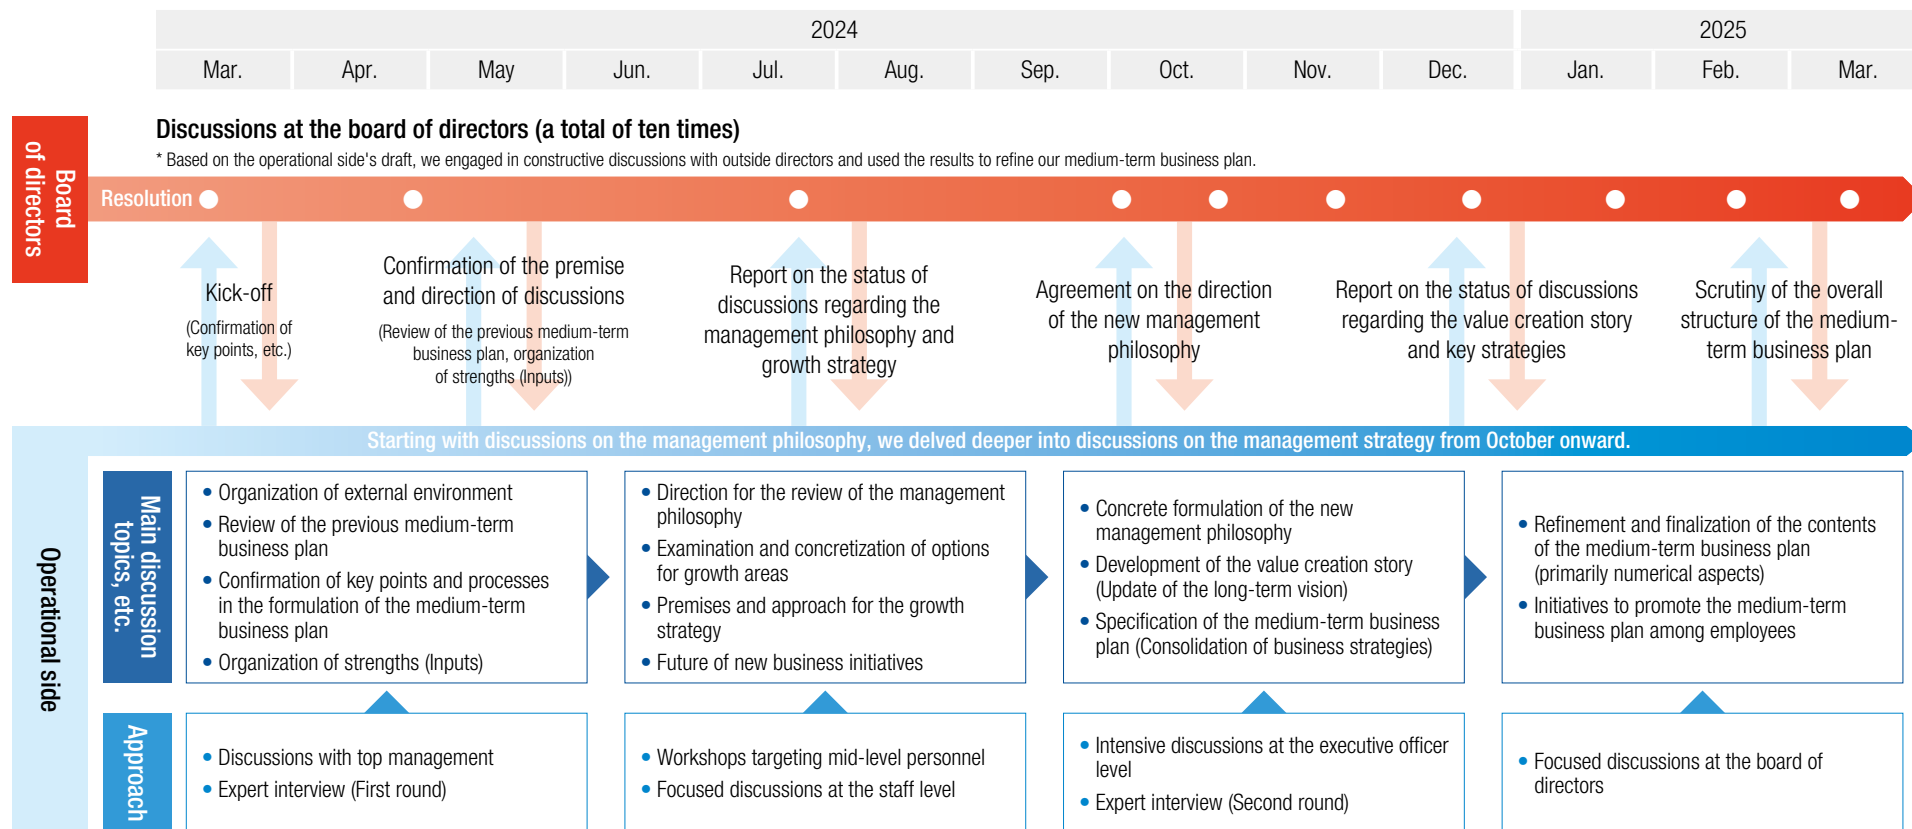 2024
2025
Mar.
Apr.
May
Jun.
Jul.
Aug.
Sep.
Oct.
Nov.
Dec.
Jan.
Feb.
Mar.
Board
of directors
Discussions at the board of directors (a total of ten times)
* Based on the operational side's draft, we engaged in constructive discussions with outside directors and used the results to refine our medium-term business plan.
Resolution
Kick-off
(Confirmation of
key points, etc.)
Confirmation of the premise
and direction of discussions
(Review of the previous medium-term
business plan, organization
of strengths (Inputs))
Report on the status of
discussions regarding the
management philosophy and
growth strategy
Agreement on the direction
of the new management
philosophy
Report on the status of discussions
regarding the value creation story
and key strategies
Scrutiny of the overall
structure of the medium-
term business plan
Operational side
Starting with discussions on the management philosophy, we delved deeper into discussions on the management strategy from October onward.
Main discussion
topics, etc.
• Organization of external environment
• Review of the previous medium-term
business plan
• Confirmation of key points and processes
in the formulation of the medium-term
business plan
• Organization of strengths (Inputs)
• Direction for the review of the management
philosophy
• Examination and concretization of options
for growth areas
• Premises and approach for the growth
strategy
• Future of new business initiatives
• Concrete formulation of the new
management philosophy
• Development of the value creation story
(Update of the long-term vision)
• Specification of the medium-term business
plan (Consolidation of business strategies)
• Refinement and finalization of the contents
of the medium-term business plan
(primarily numerical aspects)
• Initiatives to promote the medium-term
business plan among employees
Approach
• Discussions with top management
• Expert interview (First round)
• Workshops targeting mid-level personnel
• Focused discussions at the staff level
• Intensive discussions at the executive officer
level
• Expert interview (Second round)
• Focused discussions at the board of
directors